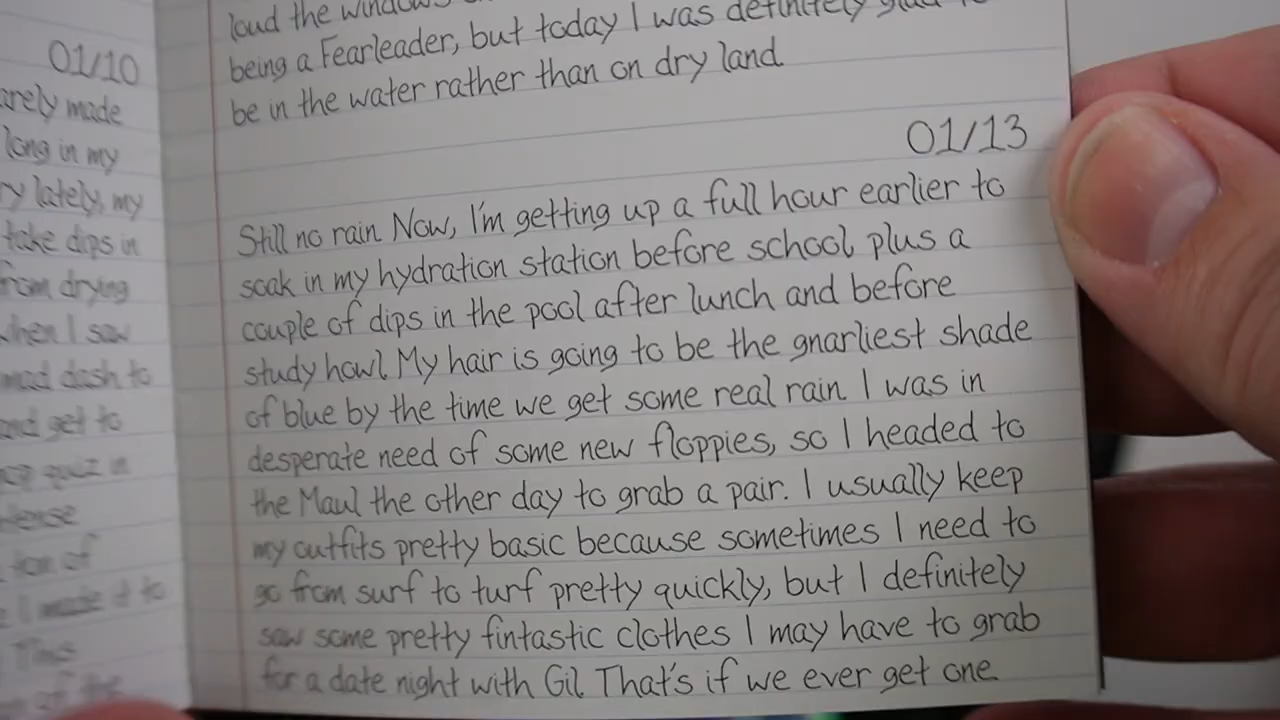 01/10
arely made
long in my
ry lately, my
take dips in
from drying
when I saw
mad dash to
and get to
pop quiz in
I made it to
This
of the
loud the windows
being a Fearleader, but today I was definitely glad to
be in the water rather than on dry land
01/13
Still no rain Now, I'm getting up a full hour earlier to
soak in my hydration station before school plus a
couple of dips in the pool after lunch and before
study howl My hair is going to be the gnarliest shade
of blue by the time we get some real rain I was in
desperate need of some new floppies, so I headed to
the Maul the other day to grab a pair. I usually keep
my outfits pretty basic because sometimes I need to
go from surf to turf pretty quickly, but I definitely
saw some pretty fintastic clothes I may have to grab
for a date night with Gil That's if we ever get one